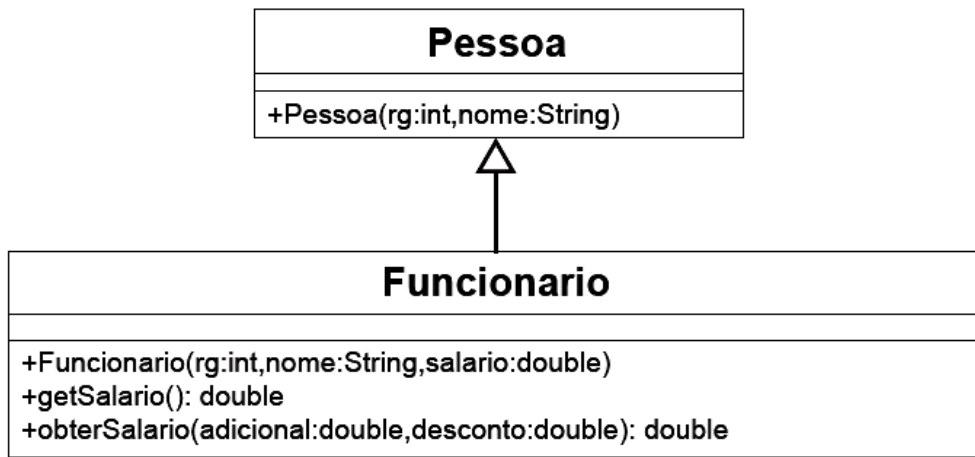 Pessoa
+Pessoa(rg:int,nome:String)
Funcionario
+Funcionario(rg:int,nome:String,salario:double)
+getSalario(): double
+obterSalario(adicional:double,desconto:double): double